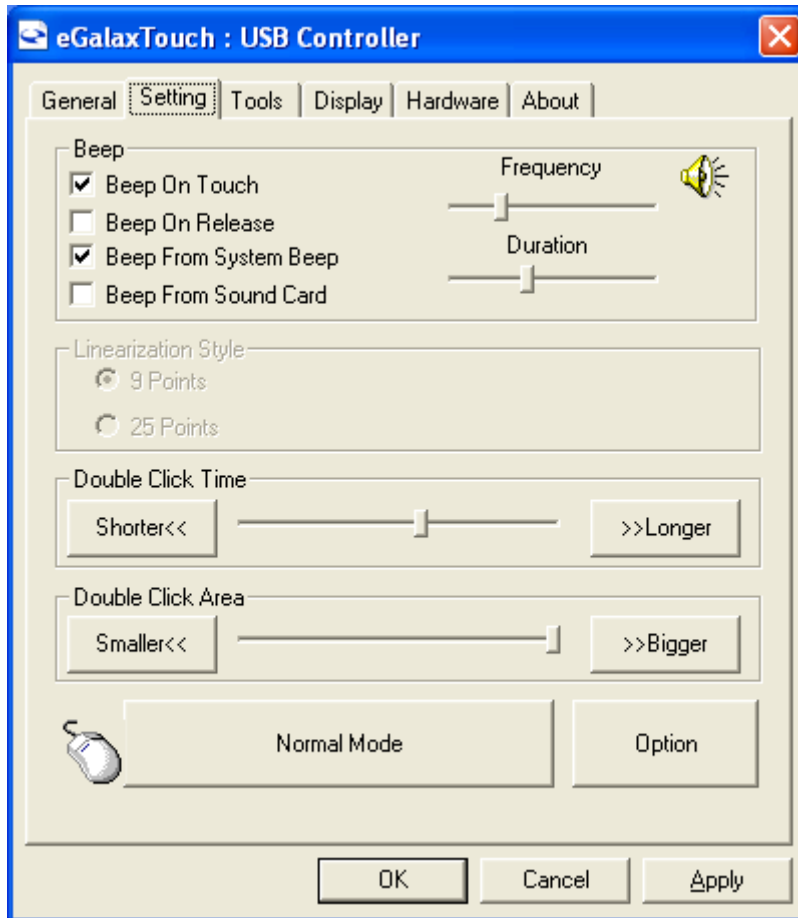 eGalaxTouch : USB Controller
General Setting Tools Display Hardware About
Beep
Beep On Touch
Frequency
Beep On Release
Beep From System Beep
Duration
Beep From Sound Card
Linearization Style
9 Points
25 Points
Double Click Time
Shorter<< >>Longer
Double Click Area
Smaller<< >>Bigger
Normal Mode Option
OK Cancel Apply